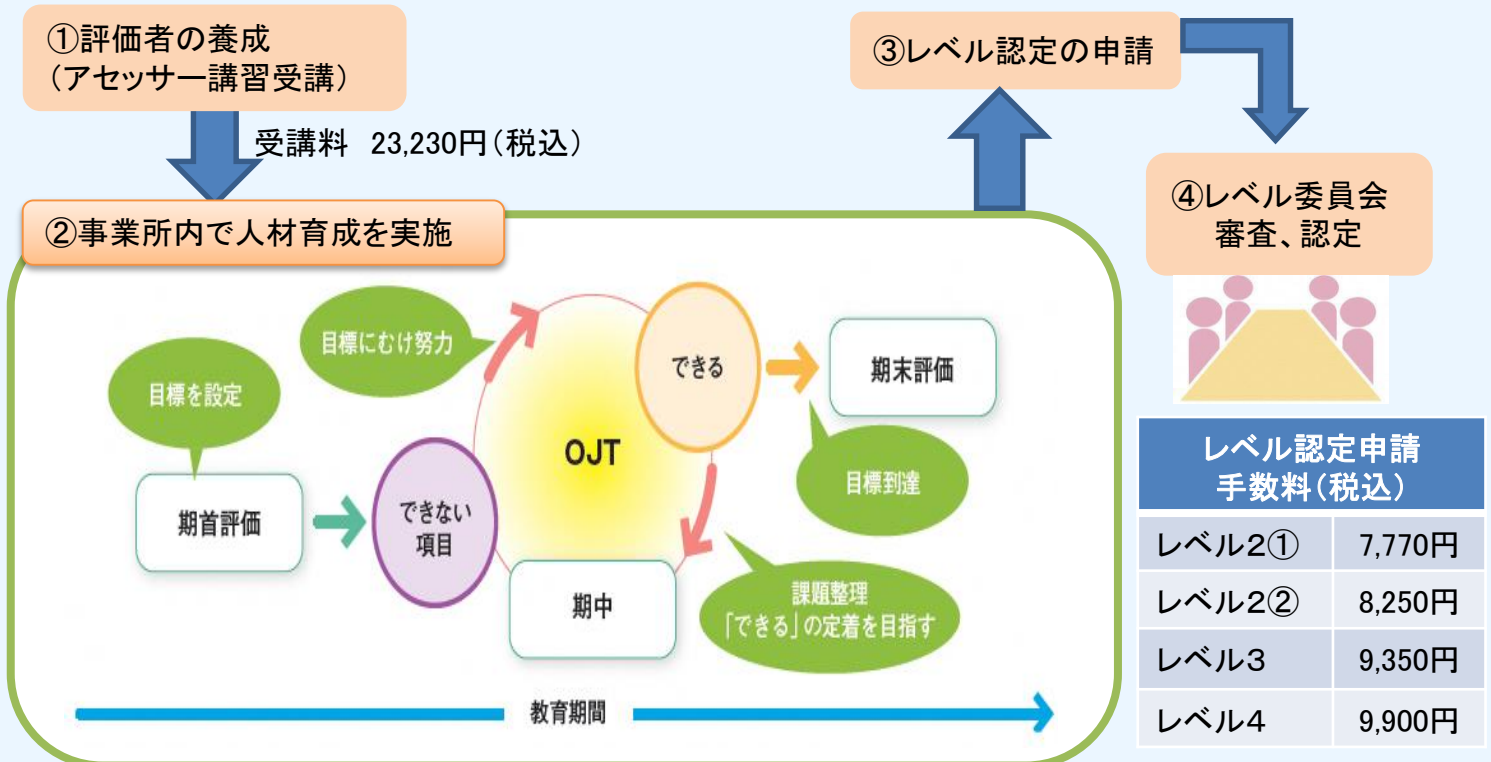 ①評価者の養成
（アセッサー講習受講）
受講料　23,230円（税込）
②事業所内で人材育成を実施
目標を設定
期首評価
できない
項目
目標にむけ努力
OJT
できる
期末評価
目標到達
期中
課題整理
「できる」の定着を目指す
教育期間
③レベル認定の申請
④レベル委員会
審査、認定
レベル認定申請
手数料（税込）
レベル２① 7,770円
レベル２② 8,250円
レベル３ 9,350円
レベル４ 9,900円